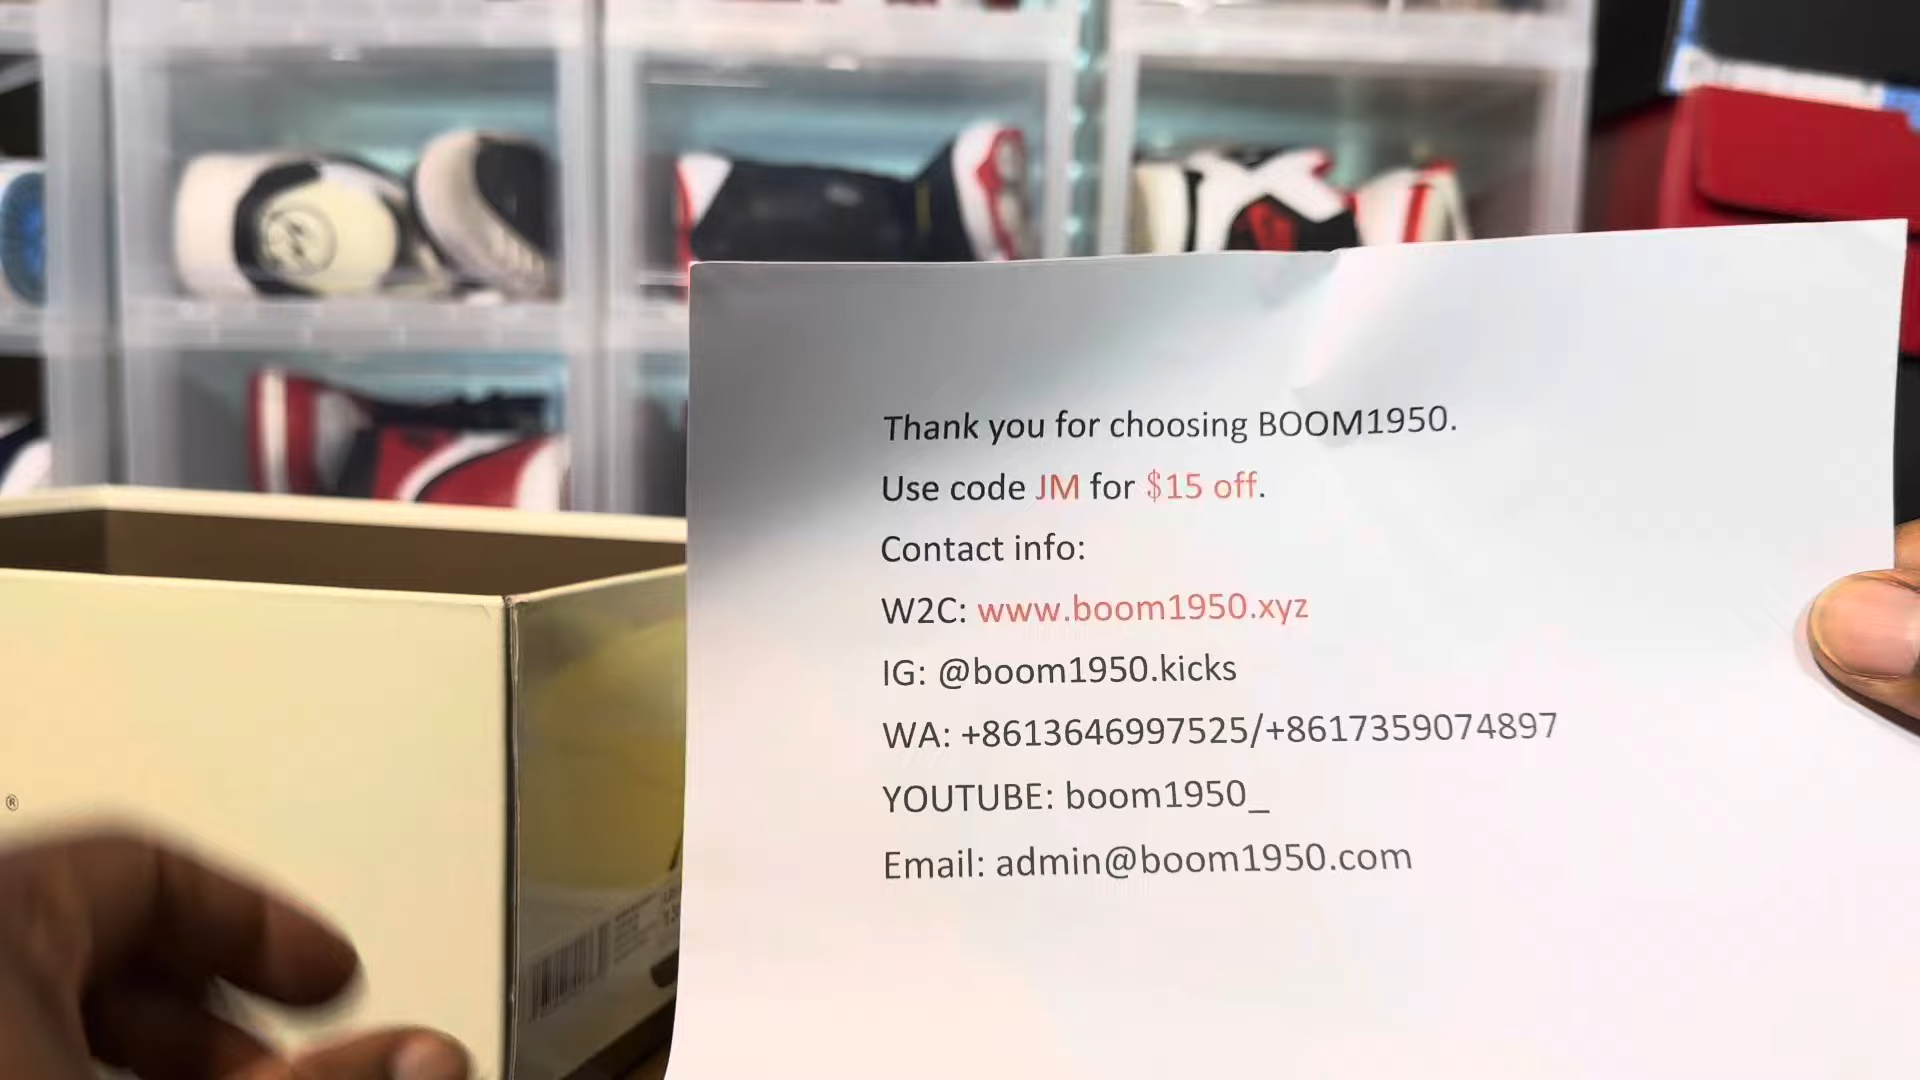 Thank you for choosing BOOM1950.
Use code JM for $15 off.
Contact info:
W2C: www.boom1950.xyz
IG: @boom1950.kicks
WA: +8613646997525/+8617359074897
YOUTUBE: boom1950_
Email: admin@boom1950.com
®